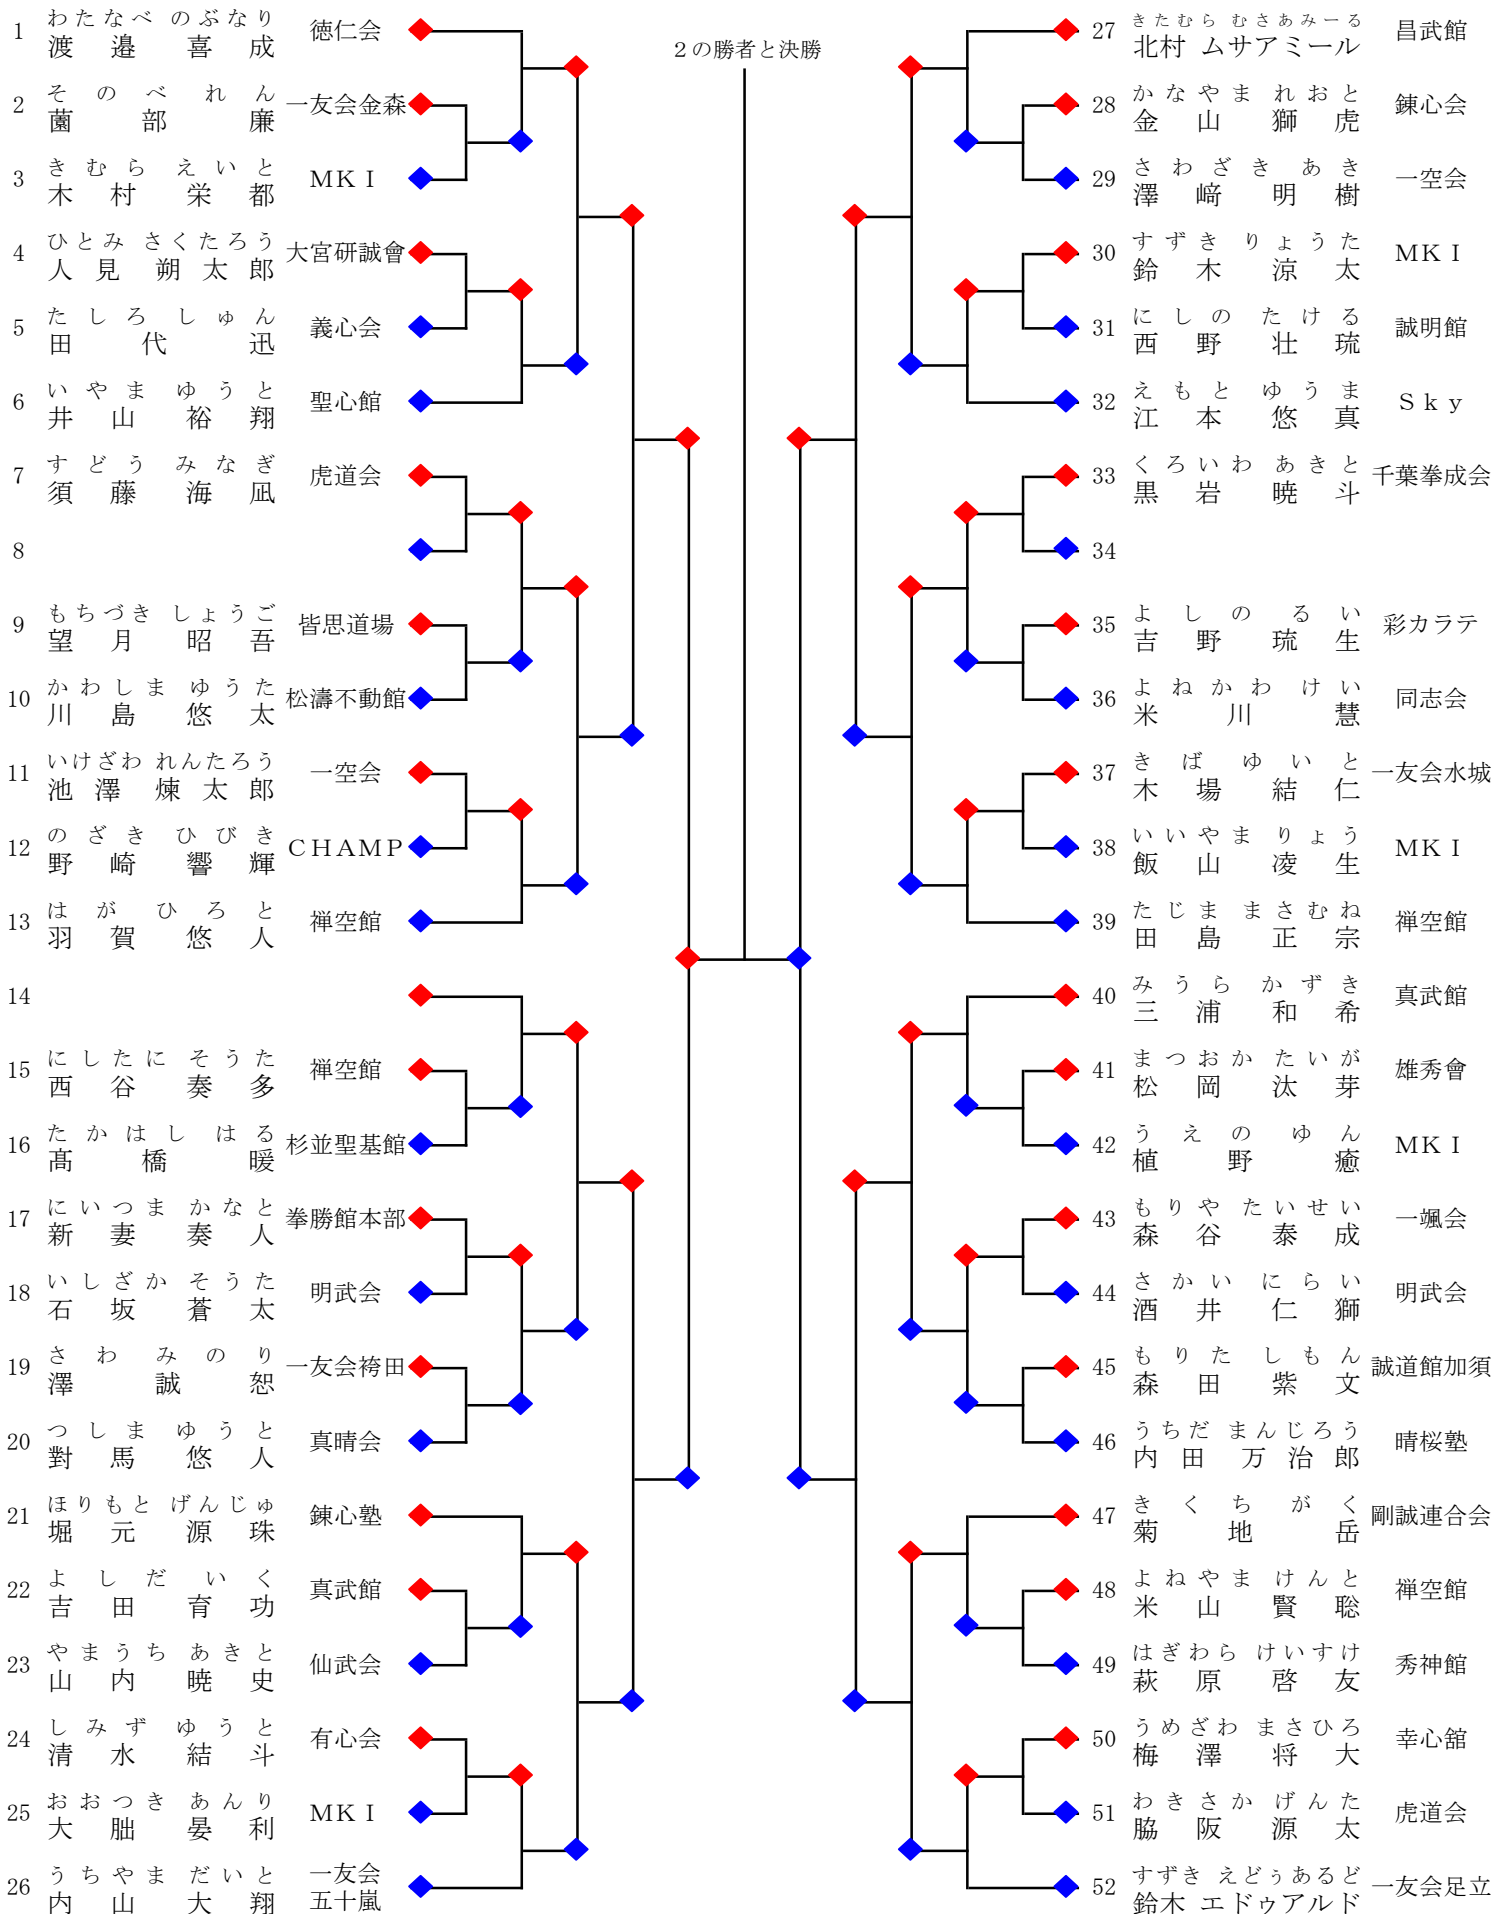 2の勝者と決勝
わたなべ のぶなり
1 渡邉喜成 徳仁会
そのべ れん
2 薗部廉 一友会金森
きむら えいと
3 木村栄都 MKI
ひとみ さくたろう
4 人見朔太郎 大宮研誠會
たしろ しゅん
5 田代迅 義心会
いやま ゆうと
6 井山裕翔 聖心館
すどう みなぎ
7 須藤海凪 虎道会
8
もちづき しょうご
9 望月昭吾 皆思道場
かわしま ゆうた
10 川島悠太 松濤不動館
いけざわ れんたろう
11 池澤煉太郎 一空会
のざき ひびき
12 野崎響輝 CHAMP
はが ひろと
13 羽賀悠人 禅空館
14
にしたに そうた
15 西谷奏多 禅空館
たかはし はる
16 髙橋暖 杉並聖基館
にいつま かなと
17 新妻奏人 拳勝館本部
いしざか そうた
18 石坂蒼太 明武会
さわ みのり
19 澤誠恕 一友会袴田
つしま ゆうと
20 對馬悠人 真晴会
ほりもと げんじゅ
21 堀元源珠 錬心塾
よしだ いく
22 吉田育功 真武館
やまうち あきと
23 山内暁史 仙武会
しみず ゆうと
24 清水結斗 有心会
おおつき あんり
25 大朏晏利 MKI
うちやま だいと
26 内山大翔 一友会
五十嵐
きたむら むさあみーる
27 北村 ムサアミール 昌武館
かなやま れおと
28 金山獅虎 錬心会
さわざき あき
29 澤﨑明樹 一空会
すずき りょうた
30 鈴木涼太 MKI
にしの たける
31 西野壮琉 誠明館
えもと ゆうま
32 江本悠真 Sky
くろいわ あきと
33 黒岩暁斗 千葉拳成会
34
よしの るい
35 吉野琉生 彩カラテ
よねかわ けい
36 米川慧 同志会
きば ゆいと
37 木場結仁 一友会水城
いいやま りょう
38 飯山凌生 MKI
たじま まさむね
39 田島正宗 禅空館
みうら かずき
40 三浦和希 真武館
まつおか たいが
41 松岡汰芽 雄秀會
うえの ゆん
42 植野癒 MKI
もりや たいせい
43 森谷泰成 一颯会
さかい にらい
44 酒井仁獅 明武会
もりた しもん
45 森田紫文 誠道館加須
うちだ まんじろう
46 内田万治郎 晴桜塾
きくち がく
47 菊地岳 剛誠連合会
よねやま けんと
48 米山賢聡 禅空館
はぎわら けいすけ
49 萩原啓友 秀神館
うめざわ まさひろ
50 梅澤将大 幸心舘
わきさか げんた
51 脇阪源太 虎道会
すずき えどぅあるど
52 鈴木 エドゥアルド 一友会足立